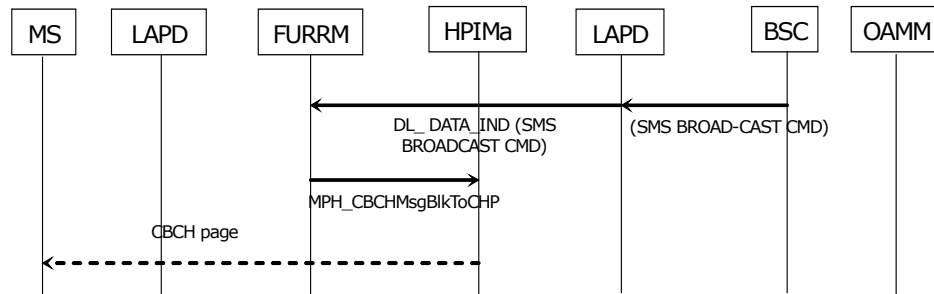 MS LAPD FURRM HPIMa LAPD BSC OAMM
DL_ DATA_IND (SMS
BROADCAST CMD)
(SMS BROAD-CAST CMD)
MPH_CBCHMsgBlkToCHP
CBCH page